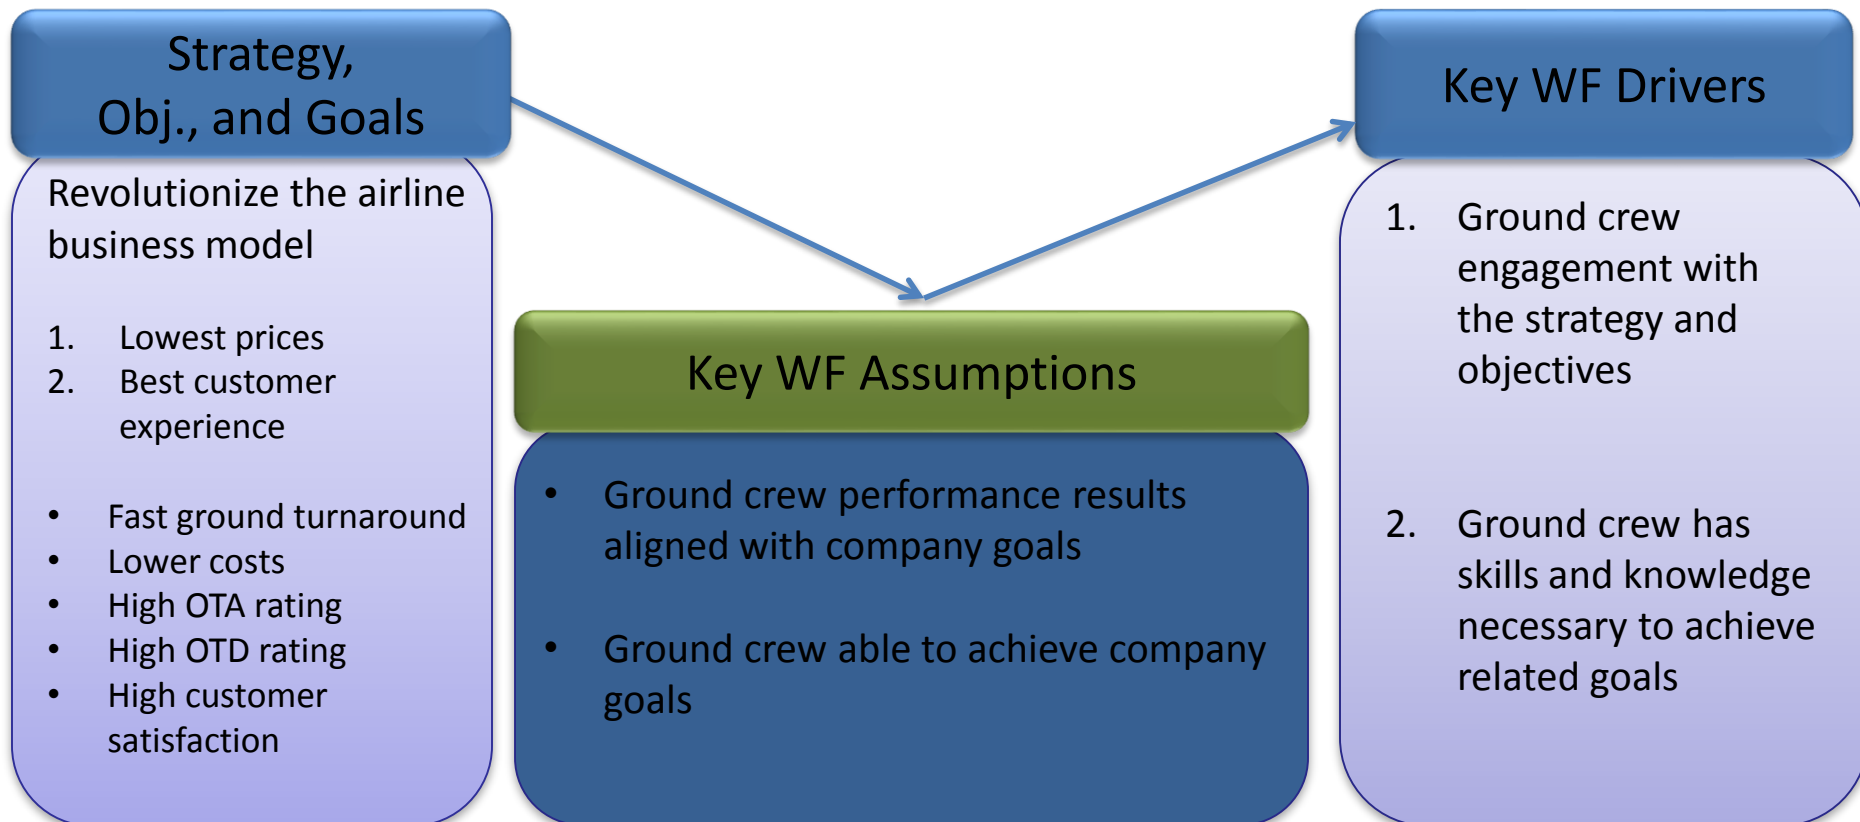 Strategy,
Obj., and Goals
Revolutionize the airline
business model
1. Lowest prices
2. Best customer
experience
• Fast ground turnaround
• Lower costs
• High OTA rating
• High OTD rating
• High customer
satisfaction
Key WF Assumptions
• Ground crew performance results
aligned with company goals
• Ground crew able to achieve company
goals
Key WF Drivers
1. Ground crew
engagement with
the strategy and
objectives
2. Ground crew has
skills and knowledge
necessary to achieve
related goals